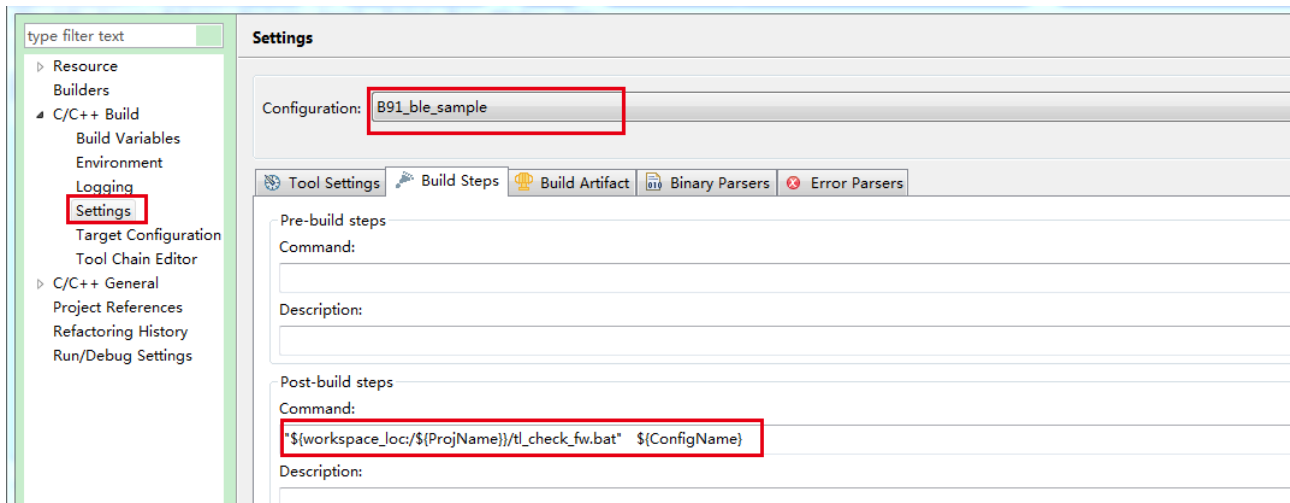 type filter text
Resource
Builders
C/C++ Build
Build Variables
Environment
Logging
Settings
Target Configuration
Tool Chain Editor
C/C++ General
Project References
Refactoring History
Run/Debug Settings
Settings
Configuration: B91_ble_sample
Tool Settings Build Steps Build Artifact Binary Parsers Error Parsers
Pre-build steps
Command:
Description:
Post-build steps
Command:
"${workspace_loc:/${ProjName}}/tl_check_fw.bat" ${ConfigName}
Description: